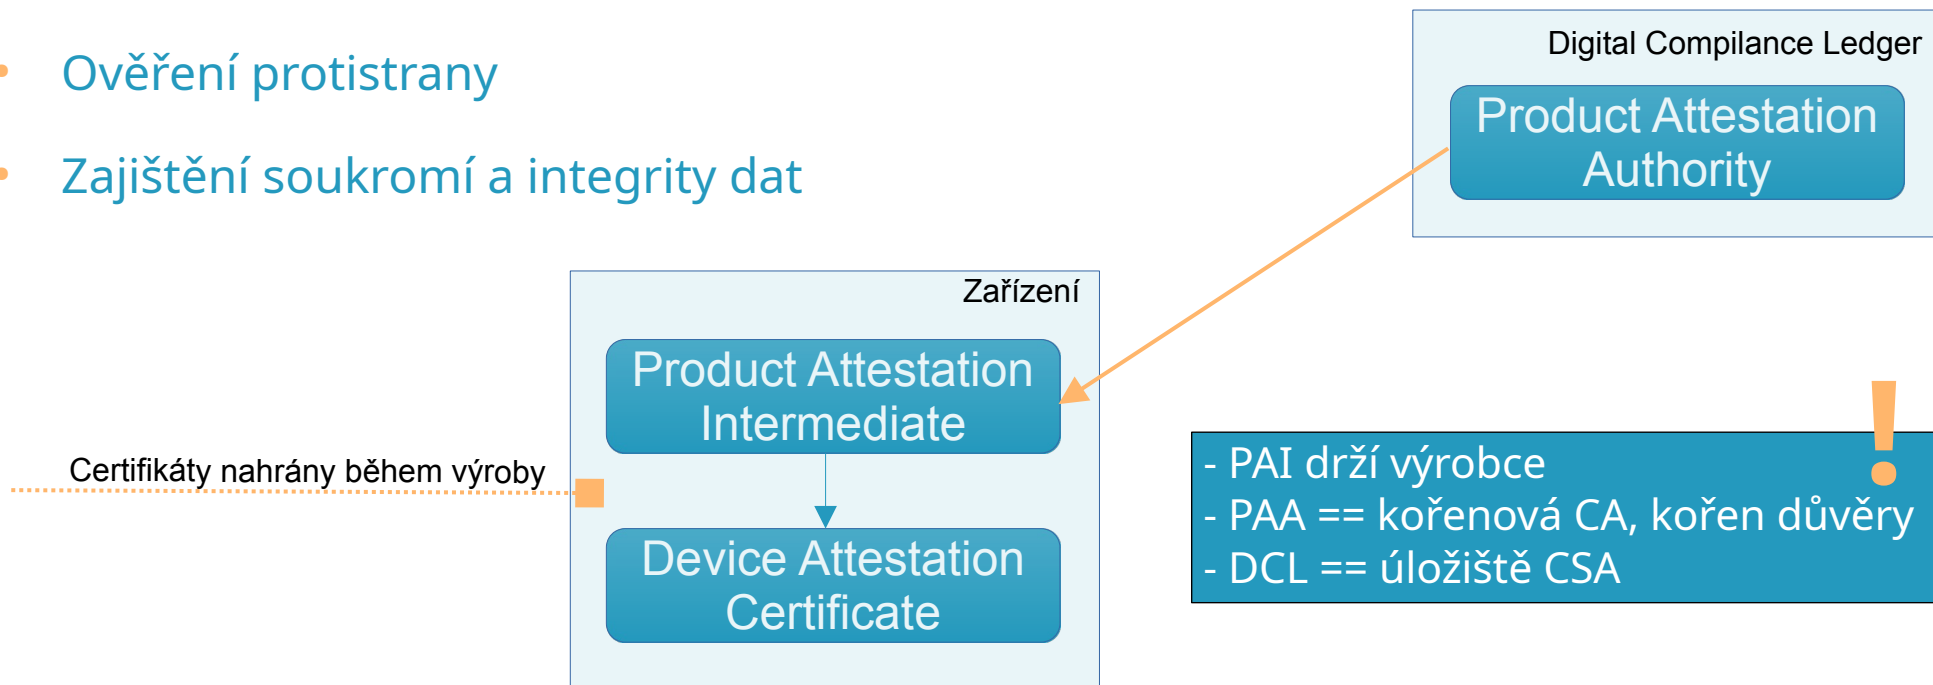 • Ověření protistrany
• Zajištění soukromí a integrity dat
Digital Compilance Ledger
Product Attestation
Authority
Zařízení
Product Attestation
Intermediate
Certifikáty nahrány během výroby
Device Attestation
Certificate
!
- PAI drží výrobce
- PAA == kořenová CA, kořen důvěry
- DCL == úložiště CSA